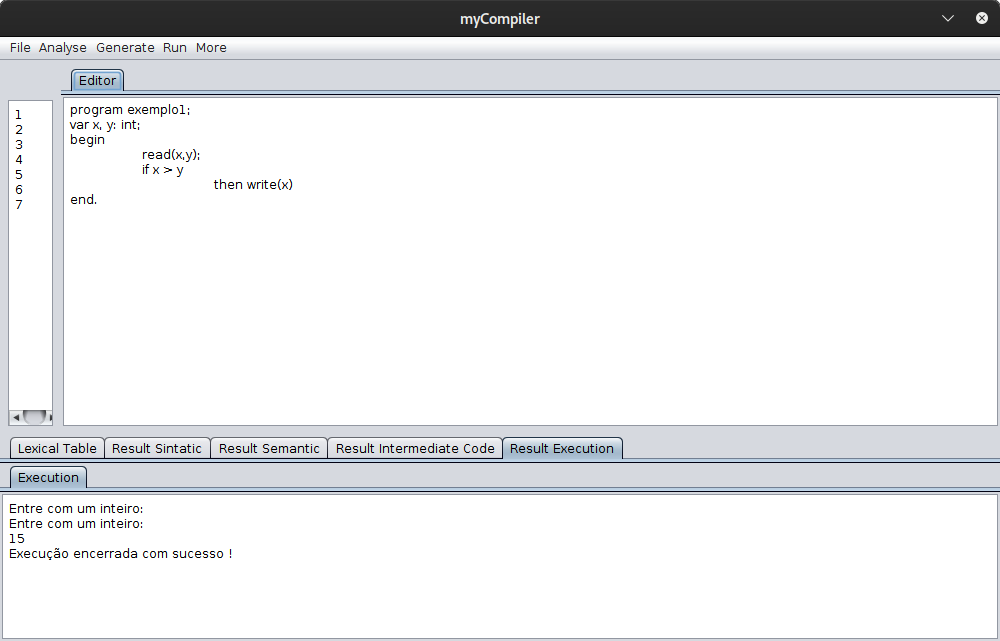 myCompiler
File Analyse Generate Run More
Editor
1 program exemplo1;
2 var x, y: int;
3 begin
4 read(x,y);
5 if x > y
6 then write(x)
7 end.
Lexical Table Result Sintatic Result Semantic Result Intermediate Code Result Execution
Execution
Entre com um inteiro:
Entre com um inteiro:
15
Execução encerrada com sucesso !